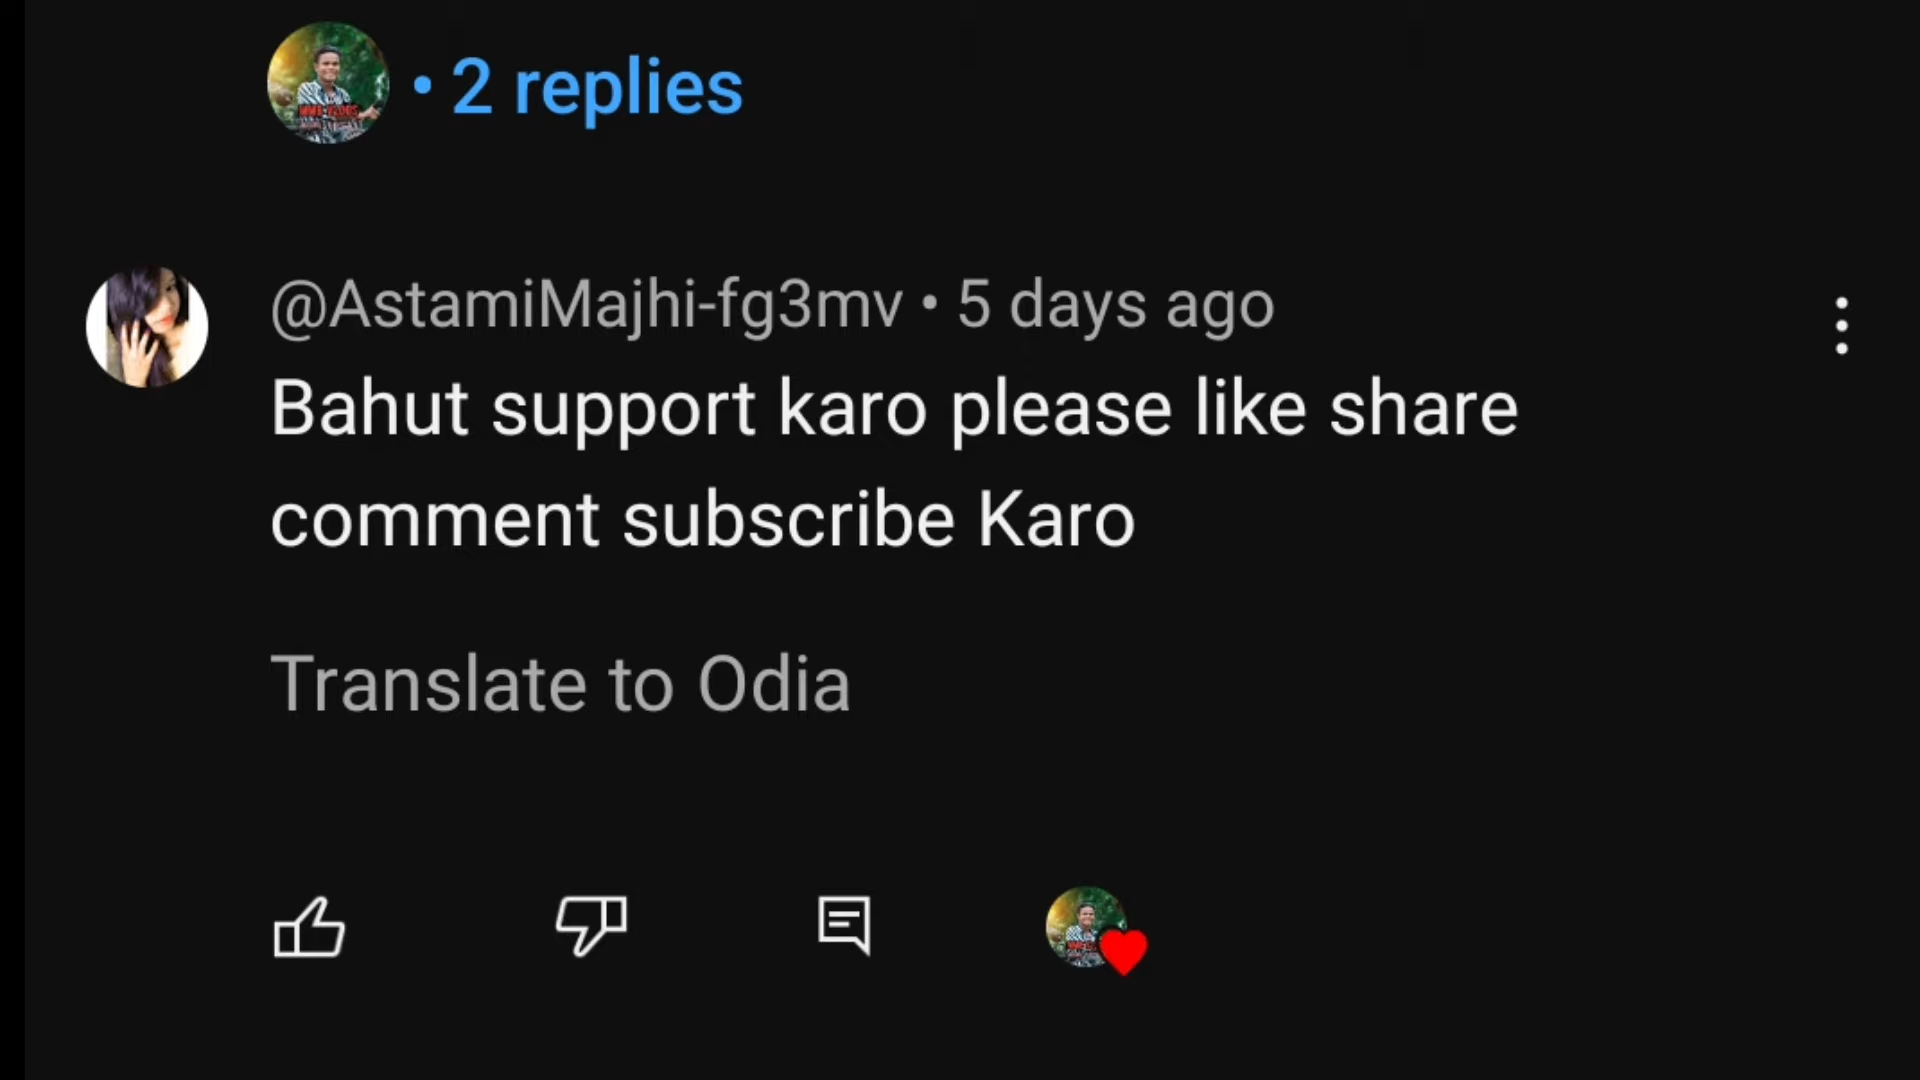 • 2 replies
@AstamiMajhi-fg3mv • 5 days ago
Bahut support karo please like share
comment subscribe Karo
Translate to Odia